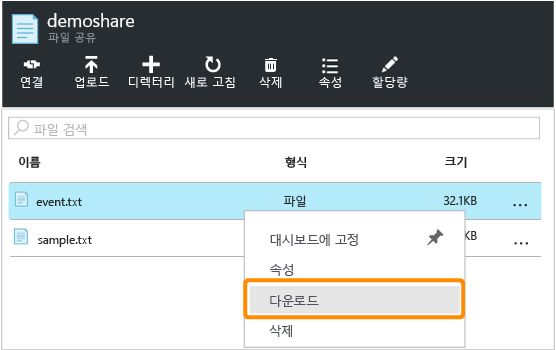 demoshare
파일 공유
연결 업로드 디렉터리 새로 고침 삭제 속성 할당량
파일 검색
이름 형식 크기
event.txt 파일 32.1KB ...
sample.txt KB ...
대시보드에 고정
속성
다운로드
삭제